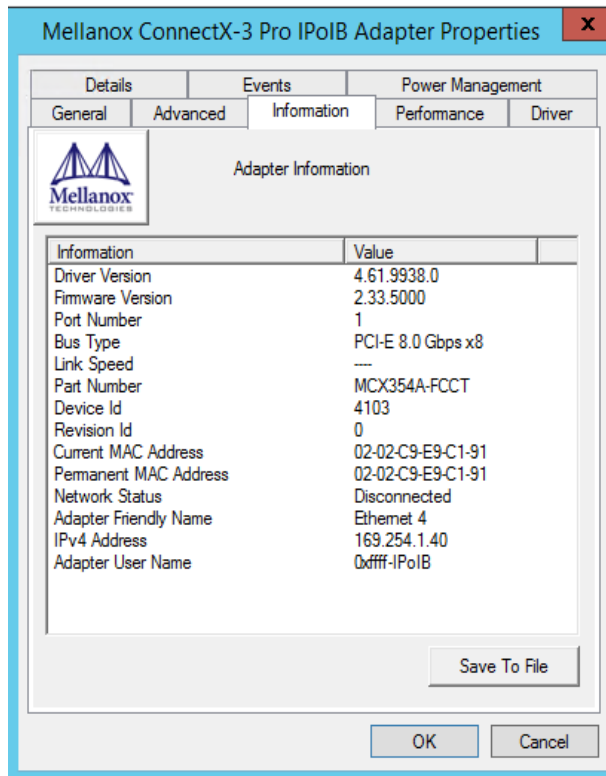 Mellanox ConnectX-3 Pro IPoIB Adapter Properties
x
Details Events Power Management
General Advanced Information Performance Driver
Mellanox
TECHNOLOGIES
Adapter Information
Information Value
Driver Version 4.61.9938.0
Firmware Version 2.33.5000
Port Number 1
Bus Type PCI-E 8.0 Gbps x8
Link Speed ----
Part Number MCX354A-FCCT
Device Id 4103
Revision Id 0
Current MAC Address 02-02-C9-E9-C1-91
Permanent MAC Address 02-02-C9-E9-C1-91
Network Status Disconnected
Adapter Friendly Name Ethernet 4
IPv4 Address 169.254.1.40
Adapter User Name 0xffff-IPoIB
Save To File
OK Cancel